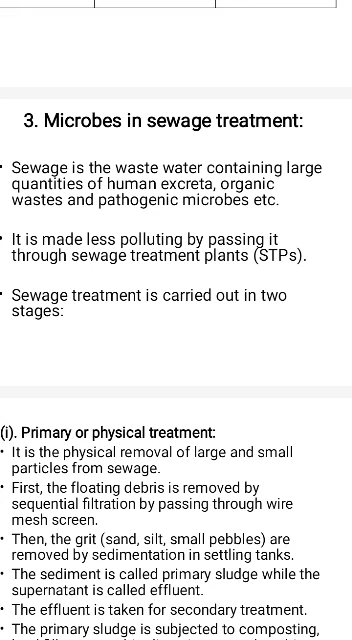 3. Microbes in sewage treatment:
• Sewage is the waste water containing large
quantities of human excreta, organic
wastes and pathogenic microbes etc.
• It is made less polluting by passing it
through sewage treatment plants (STPs).
• Sewage treatment is carried out in two
stages:
(i). Primary or physical treatment:
• It is the physical removal of large and small
particles from sewage.
• First, the floating debris is removed by
sequential filtration by passing through wire
mesh screen.
• Then, the grit (sand, silt, small pebbles) are
removed by sedimentation in settling tanks.
• The sediment is called primary sludge while the
supernatant is called effluent.
• The effluent is taken for secondary treatment.
• The primary sludge is subjected to composting,